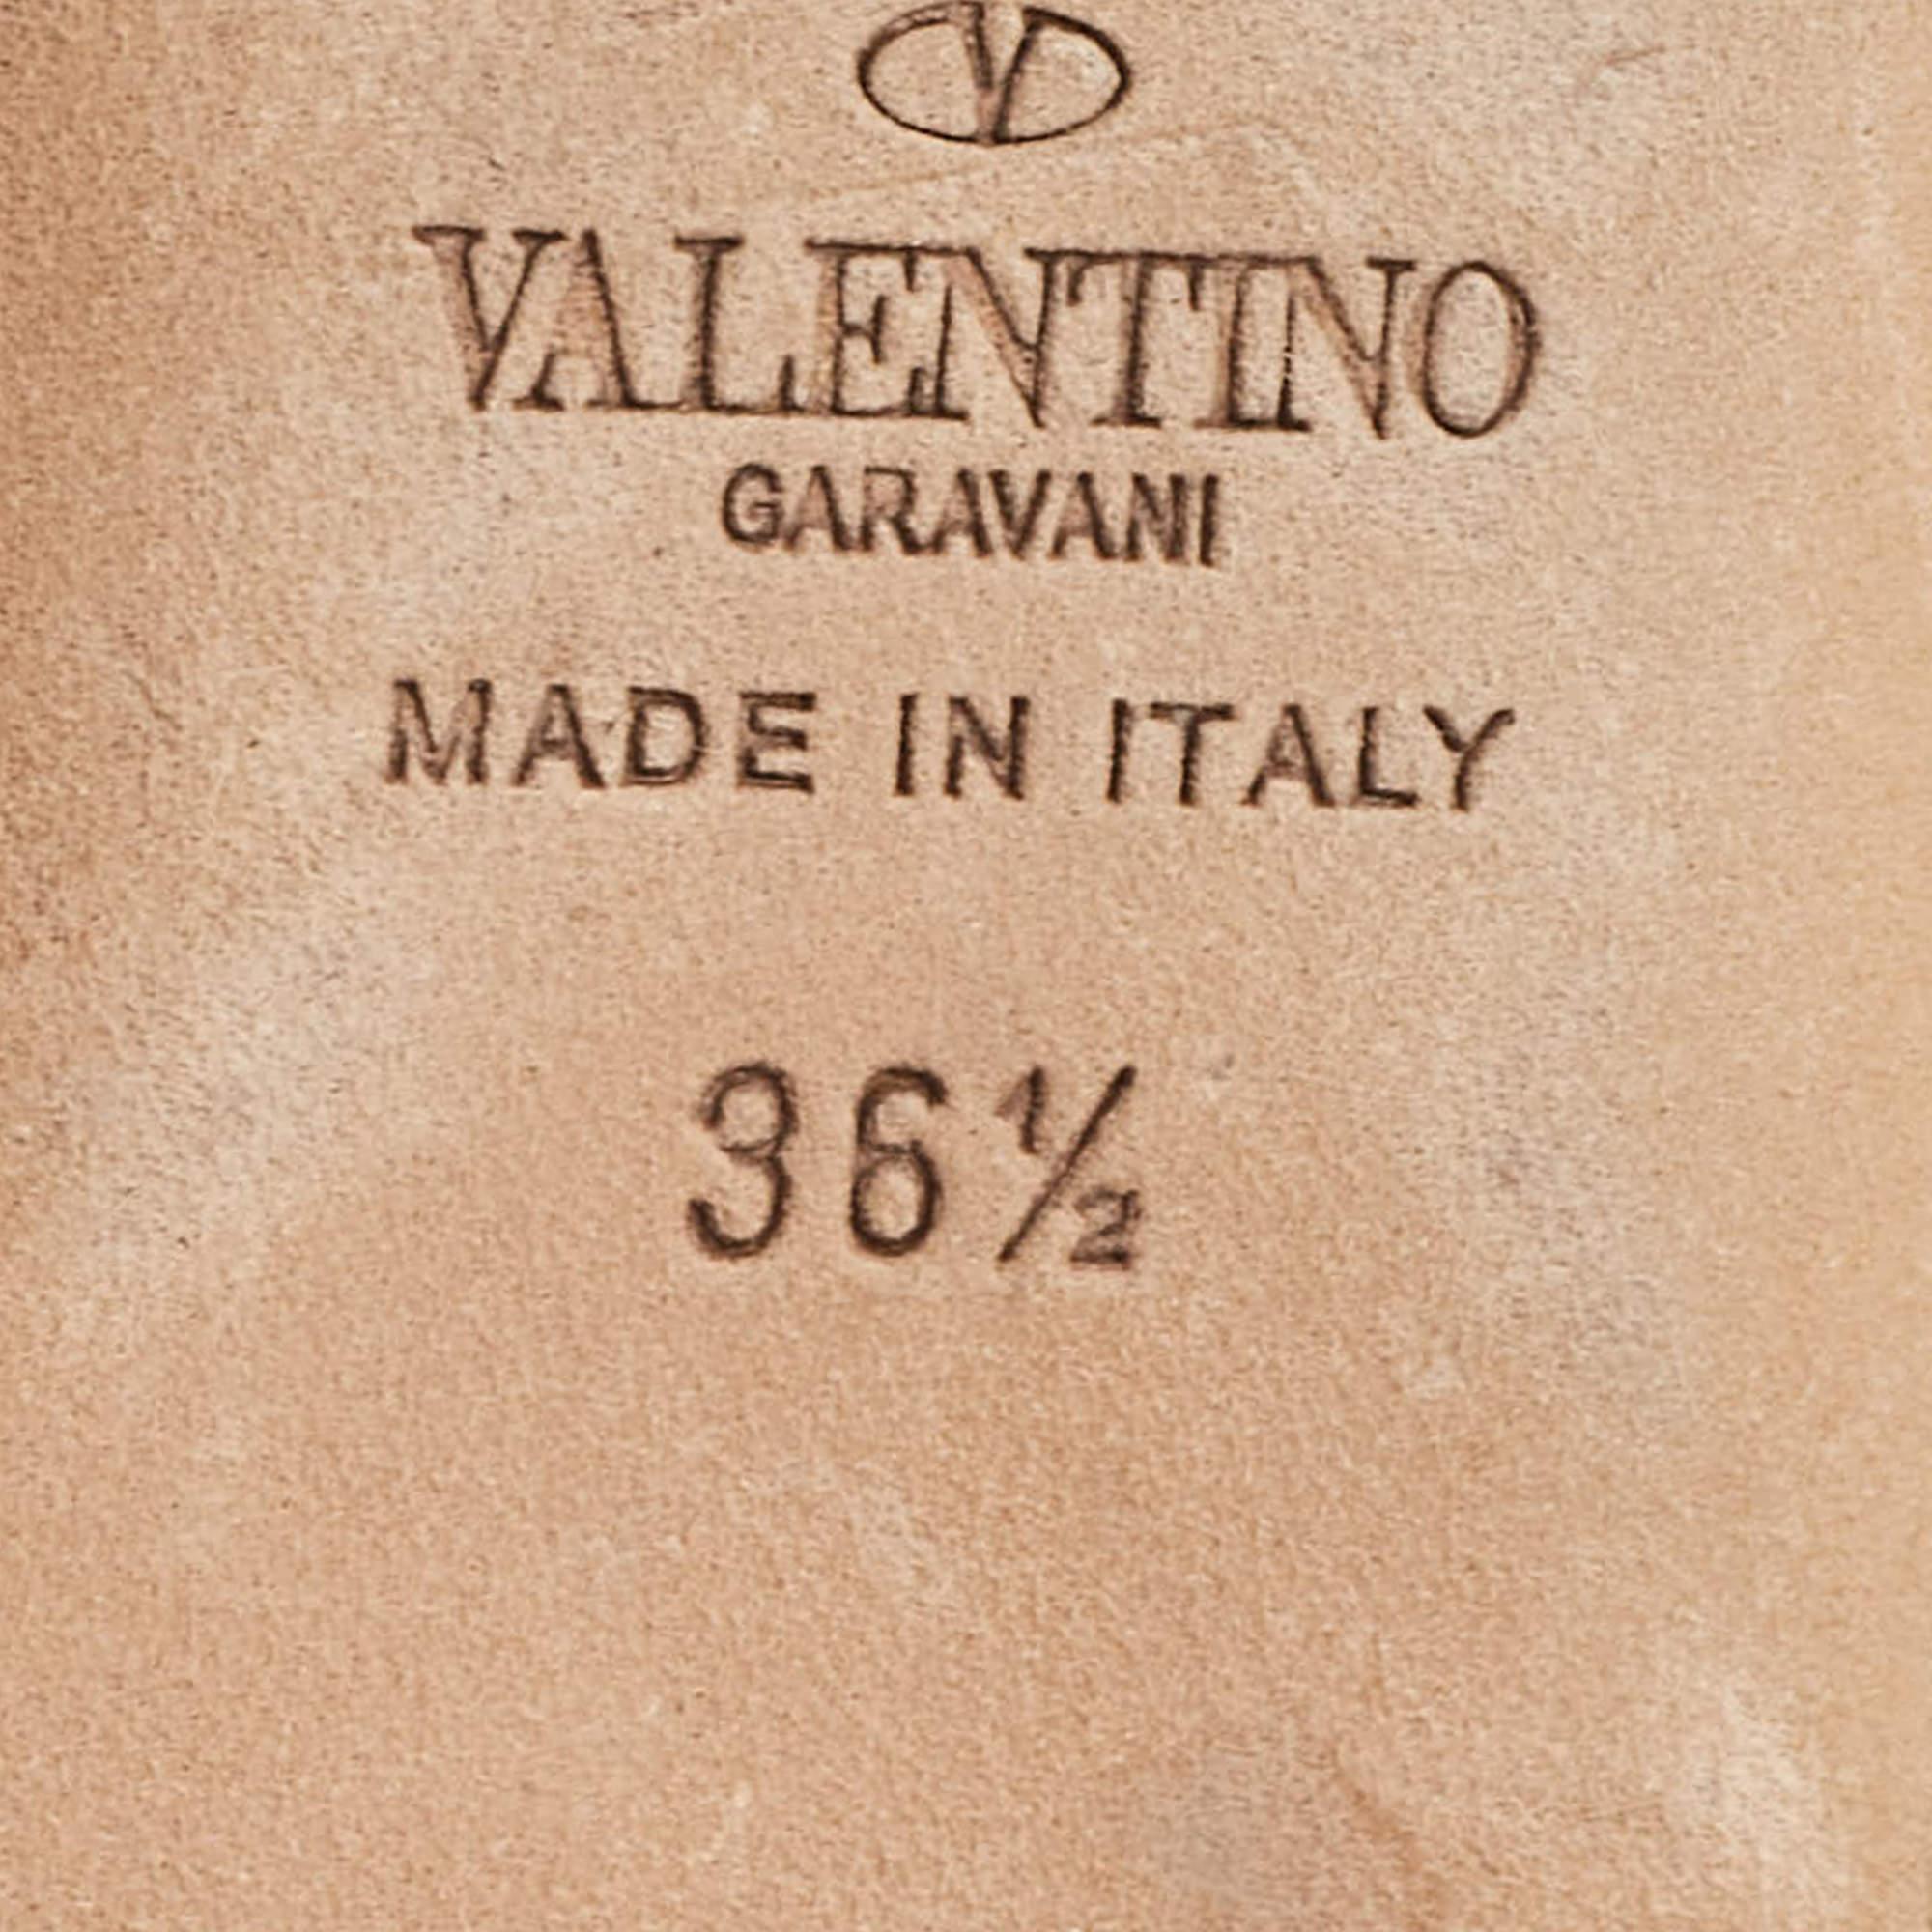 V
VALENTINO
GARAVANI
MADE IN ITALY
36½